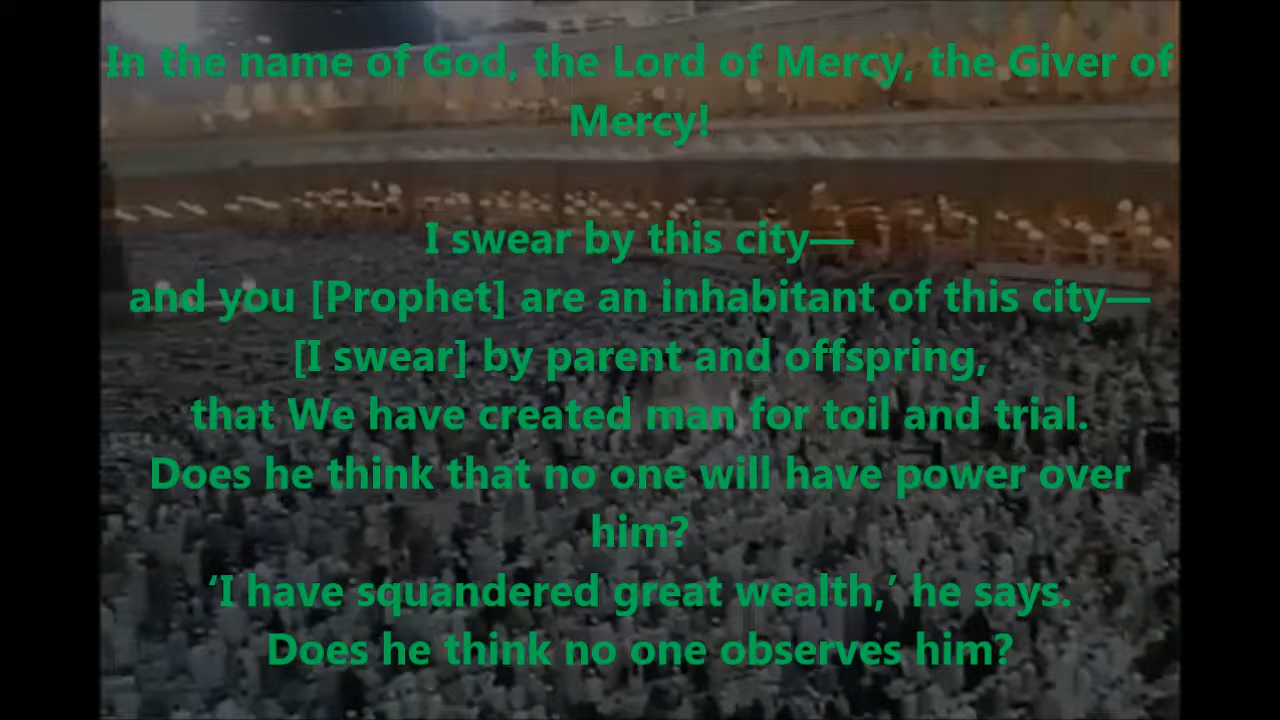 In the name of God, the Lord of Mercy, the Giver of
Mercy!
I swear by this city—
and you [Prophet] are an inhabitant of this city—
[I swear] by parent and offspring,
that We have created man for toil and trial.
Does he think that no one will have power over
him?
‘I have squandered great wealth,’ he says.
Does he think no one observes him?